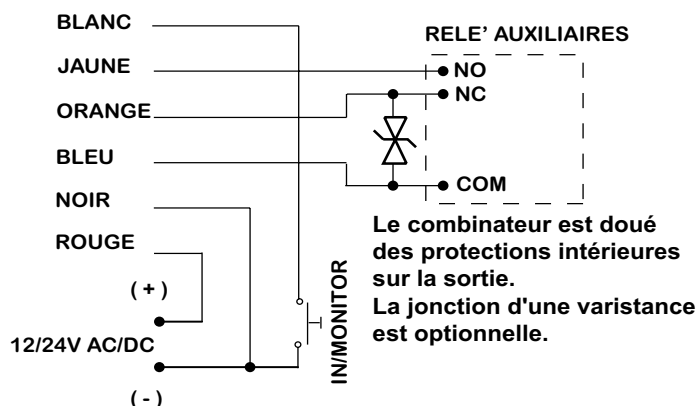 BLANC
RELE’ AUXILIAIRES
JAUNE
NO
NC
ORANGE
BLEU
COM
NOIR
Le combinateur est doué
des protections intérieures
sur la sortie.
La jonction d'une varistance
est optionnelle.
ROUGE
( + )
IN/MONITOR
12/24V AC/DC
( - )